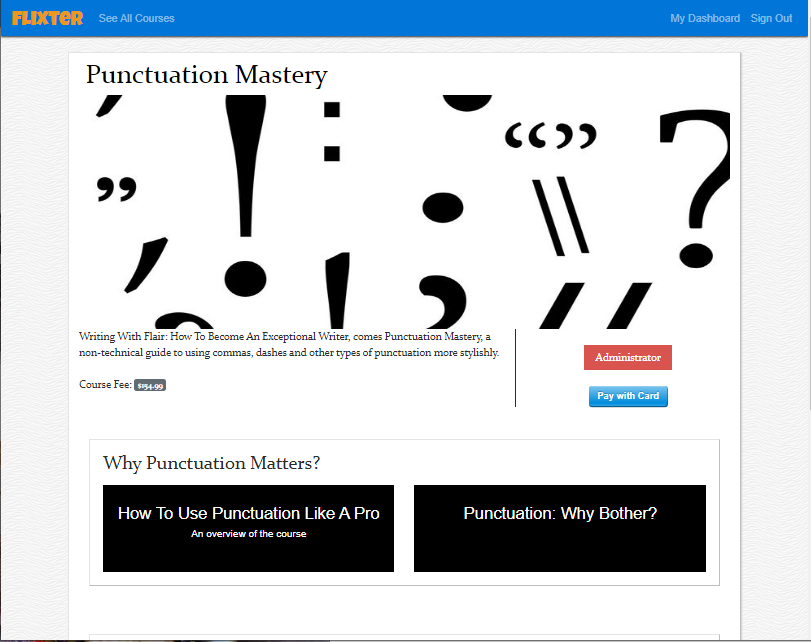 FLIXTER See All Courses My Dashboard Sign Out
Punctuation Mastery
Writing With Flair: How To Become An Exceptional Writer, comes Punctuation Mastery, a
non-technical guide to using commas, dashes and other types of punctuation more stylishly.
Administrator
Course Fee: $154.99
Pay with Card
Why Punctuation Matters?
How To Use Punctuation Like A Pro
An overview of the course
Punctuation: Why Bother?